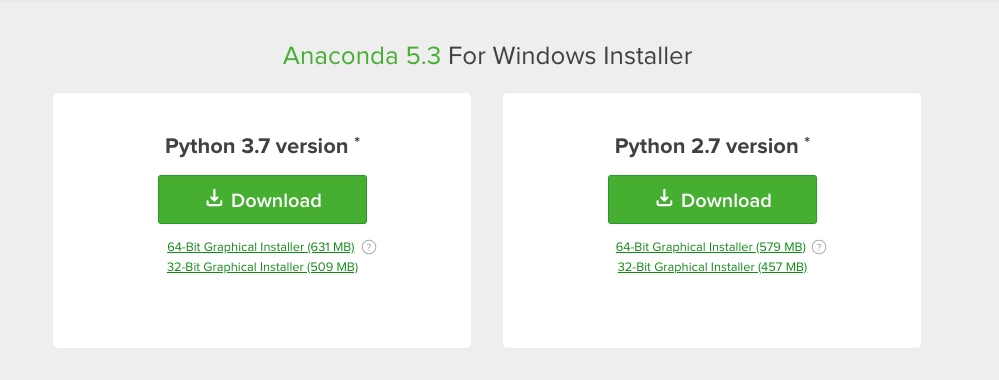 Anaconda 5.3 For Windows Installer
Python 3.7 version *
Download
64-Bit Graphical Installer (631 MB) ?
32-Bit Graphical Installer (509 MB)
Python 2.7 version *
Download
64-Bit Graphical Installer (579 MB) ?
32-Bit Graphical Installer (457 MB)